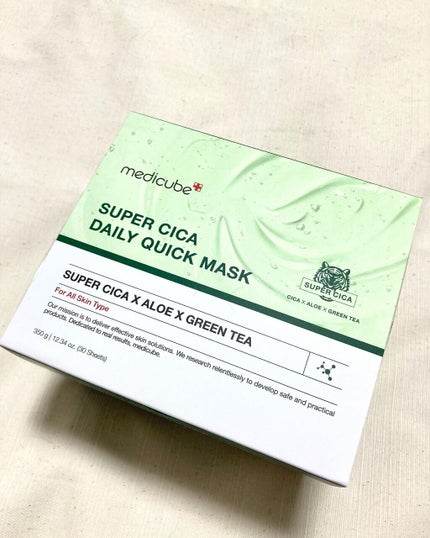 medicube
SUPER CICA
DAILY QUICK MASK
SUPER CICA
CICA X ALOE X GREEN TEA
SUPER CICA X ALOE X GREEN TEA
For All Skin Type
Our mission is to deliver effective skin solutions. We research relentlessly to develop safe and practical
products. Dedicated to real results, medicube.
350 g | 12.34 oz. (30 Sheets)